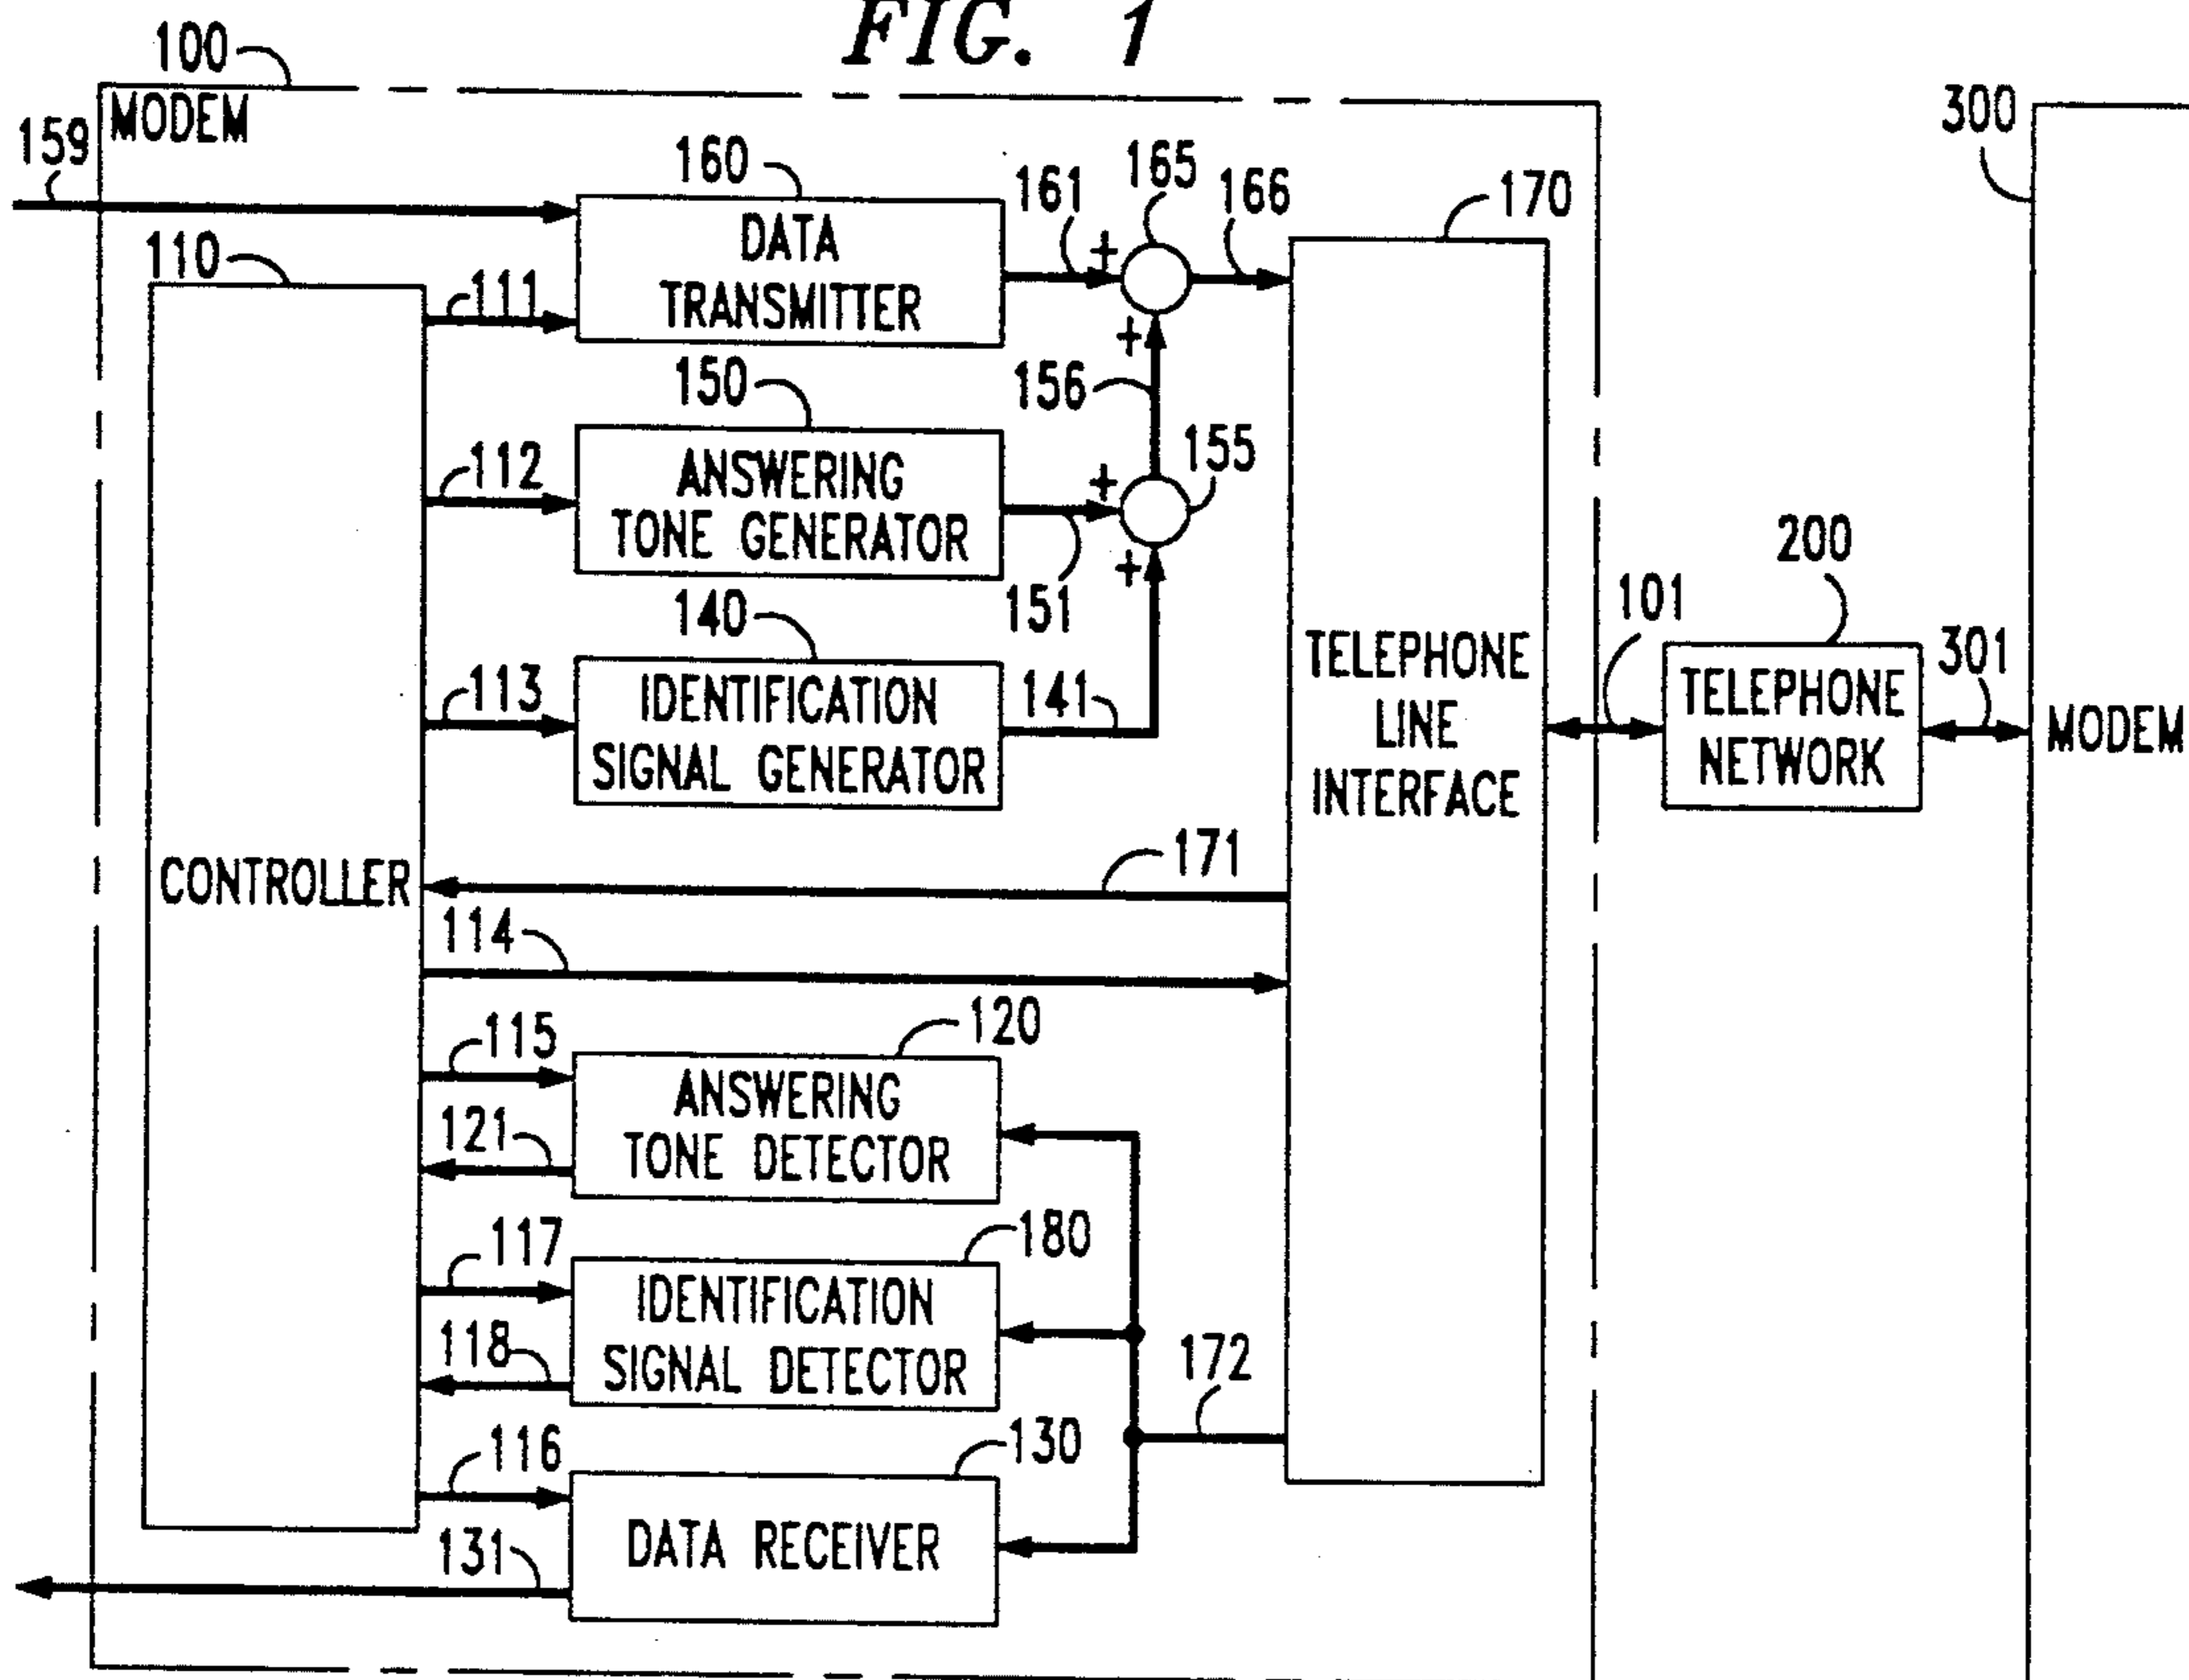 FIG. 1
100
MODEM
159
160
DATA
TRANSMITTER
161
+
165
166
170
300
110
111
+
150
156
112
ANSWERING
TONE GENERATOR
+
155
151
+
140
113
IDENTIFICATION
SIGNAL GENERATOR
141
TELEPHONE
LINE
INTERFACE
101
200
TELEPHONE
NETWORK
301
MODEM
CONTROLLER
171
114
115
120
ANSWERING
TONE DETECTOR
121
117
180
IDENTIFICATION
SIGNAL DETECTOR
118
172
116
130
DATA RECEIVER
131